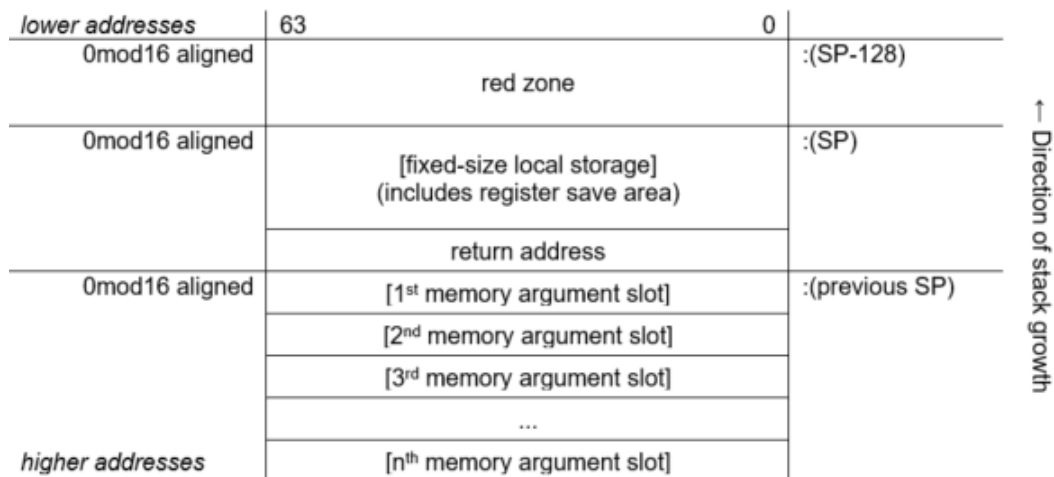 lower addresses 63 0
0mod16 aligned :(SP-128)
red zone
0mod16 aligned :(SP)
[fixed-size local storage]
(includes register save area)
return address
0mod16 aligned [1st memory argument slot] :(previous SP)
[2nd memory argument slot]
[3rd memory argument slot]
...
higher addresses [nth memory argument slot]
← Direction of stack growth